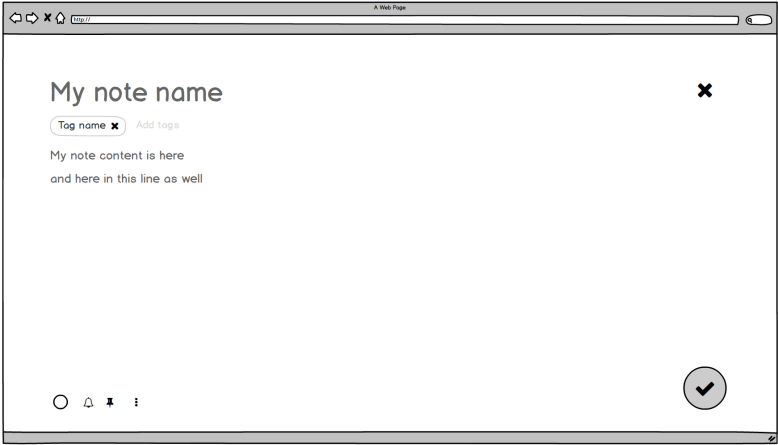 A Web Page
http://
My note name
Tag name
Add tags
My note content is here
and here in this line as well